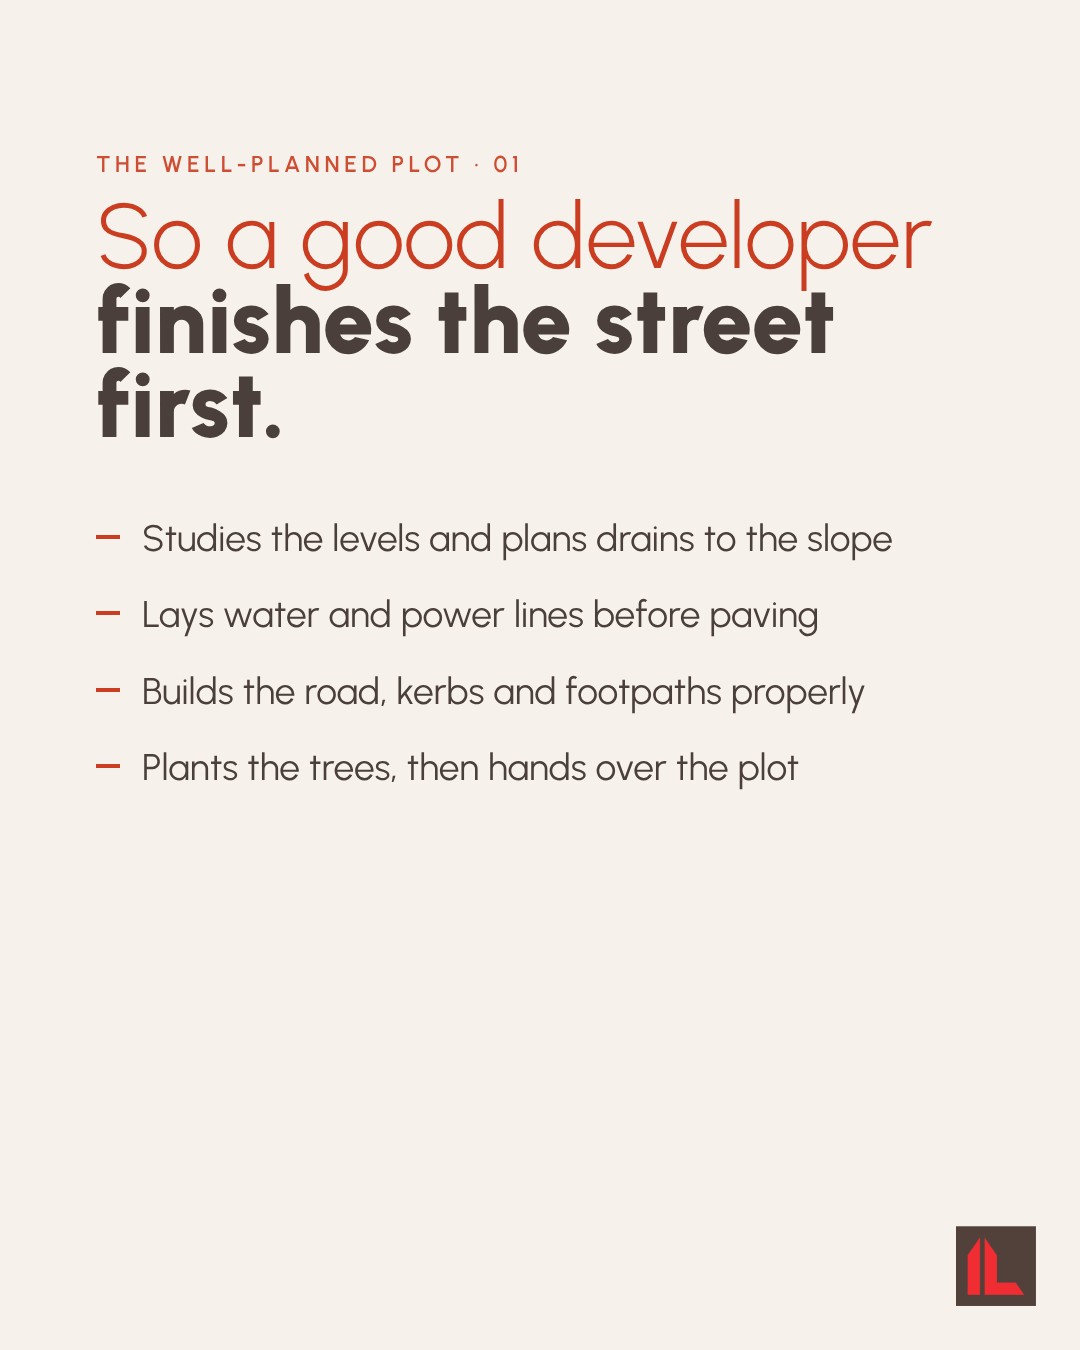 THE WELL-PLANNED PLOT · 01
So a good developer
finishes the street
first.
Studies the levels and plans drains to the slope
Lays water and power lines before paving
Builds the road, kerbs and footpaths properly
Plants the trees, then hands over the plot